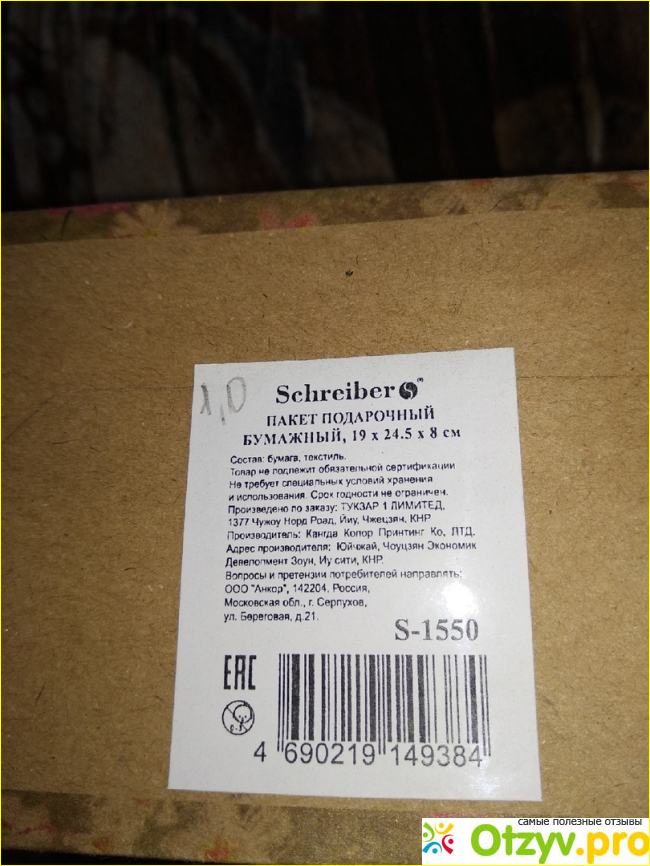 1,0
Schreiber ®
ПАКЕТ ПОДАРОЧНЫЙ
БУМАЖНЫЙ, 19 x 24.5 x 8 см
Состав: бумага, текстиль.
Товар не подлежит обязательной сертификации
Не требует специальных условий хранения
и использования. Срок годности не ограничен.
Произведено по заказу: ТУКЗАР 1 ЛИМИТЕД,
1377 Чужоу Норд Роад, Йиу, Чжецзян, КНР
Производитель: Кангда Колор Принтинг Ко, ЛТД.
Адрес производителя: Юйчжай, Чоуцзян Экономик
Девелопмент Зоун, Иу сити, КНР.
Вопросы и претензии потребителей направлять:
ООО "Анкор", 142204, Россия,
Московская обл., г. Серпухов,
ул. Береговая, д.21.
S-1550
EAC
0-3
4 690219 149384
самые полезные отзывы
Otzyv.pro